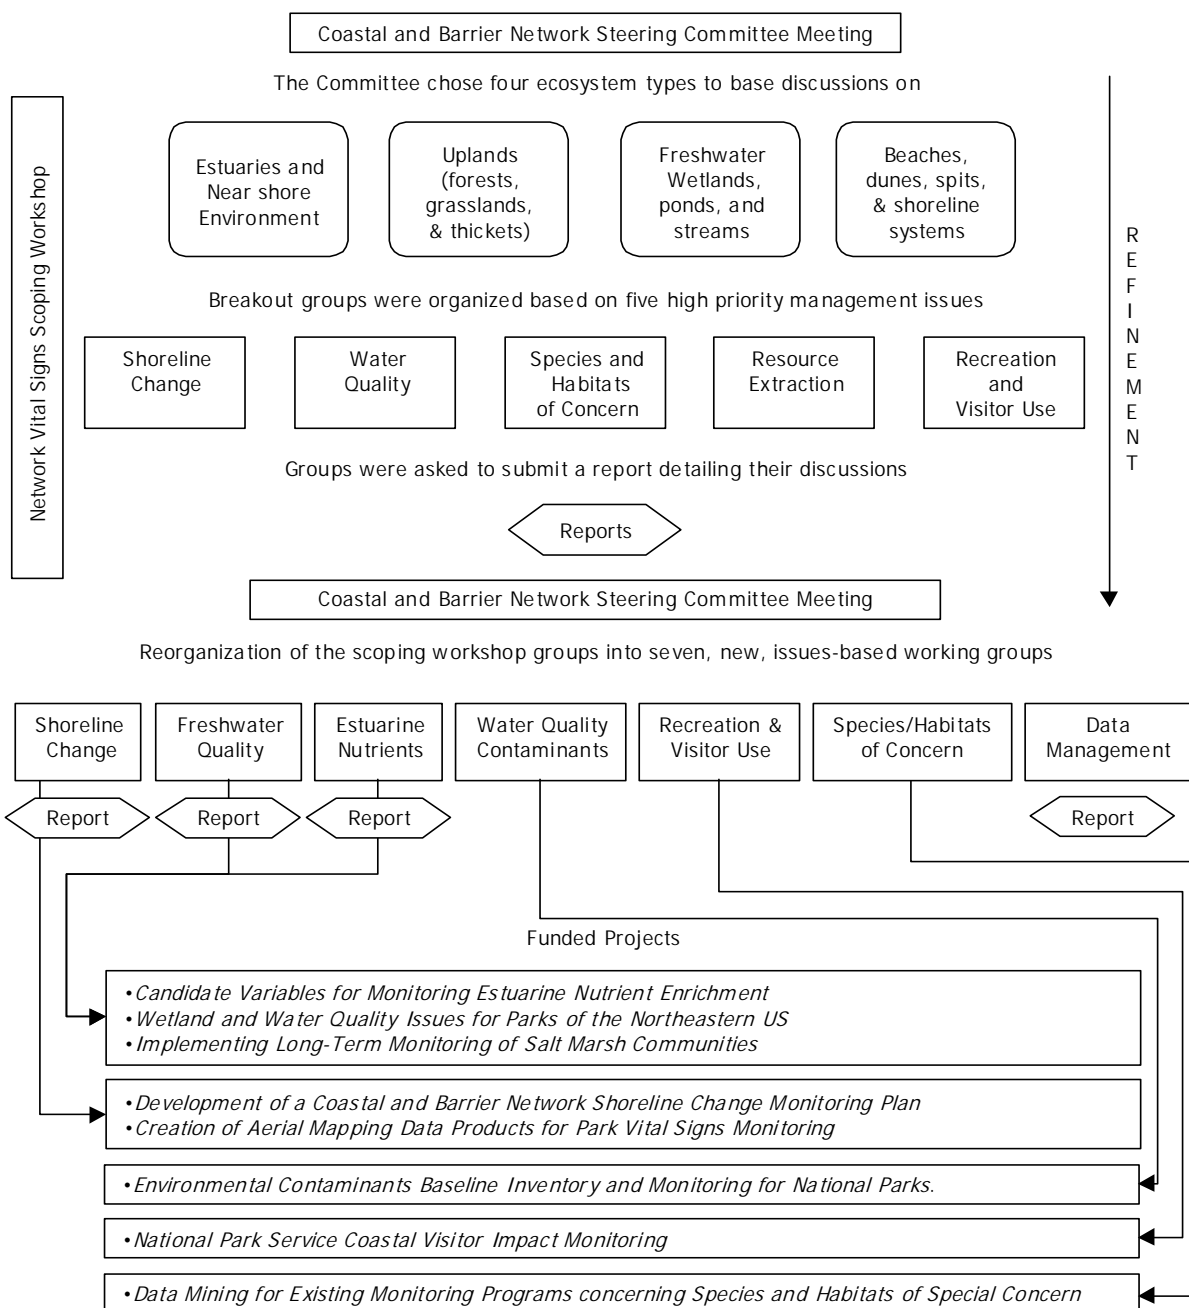 Coastal and Barrier Network Steering Committee Meeting
The Committee chose four ecosystem types to base discussions on
Network Vital Signs Scoping Workshop
Estuaries and
Near shore
Environment
Uplands
(forests,
grasslands,
& thickets)
Freshwater
Wetlands,
ponds, and
streams
Beaches,
dunes, spits,
& shoreline
systems
REFINEMENT
Breakout groups were organized based on five high priority management issues
Shoreline
Change
Water
Quality
Species and
Habitats
of Concern
Resource
Extraction
Recreation
and
Visitor Use
Groups were asked to submit a report detailing their discussions
Reports
Coastal and Barrier Network Steering Committee Meeting
Reorganization of the scoping workshop groups into seven, new, issues-based working groups
Shoreline
Change
Freshwater
Quality
Estuarine
Nutrients
Water Quality
Contaminants
Recreation &
Visitor Use
Species/Habitats
of Concern
Data
Management
Report
Report
Report
Report
Funded Projects
•Candidate Variables for Monitoring Estuarine Nutrient Enrichment
•Wetland and Water Quality Issues for Parks of the Northeastern US
•Implementing Long-Term Monitoring of Salt Marsh Communities
•Development of a Coastal and Barrier Network Shoreline Change Monitoring Plan
•Creation of Aerial Mapping Data Products for Park Vital Signs Monitoring
•Environmental Contaminants Baseline Inventory and Monitoring for National Parks.
•National Park Service Coastal Visitor Impact Monitoring
•Data Mining for Existing Monitoring Programs concerning Species and Habitats of Special Concern